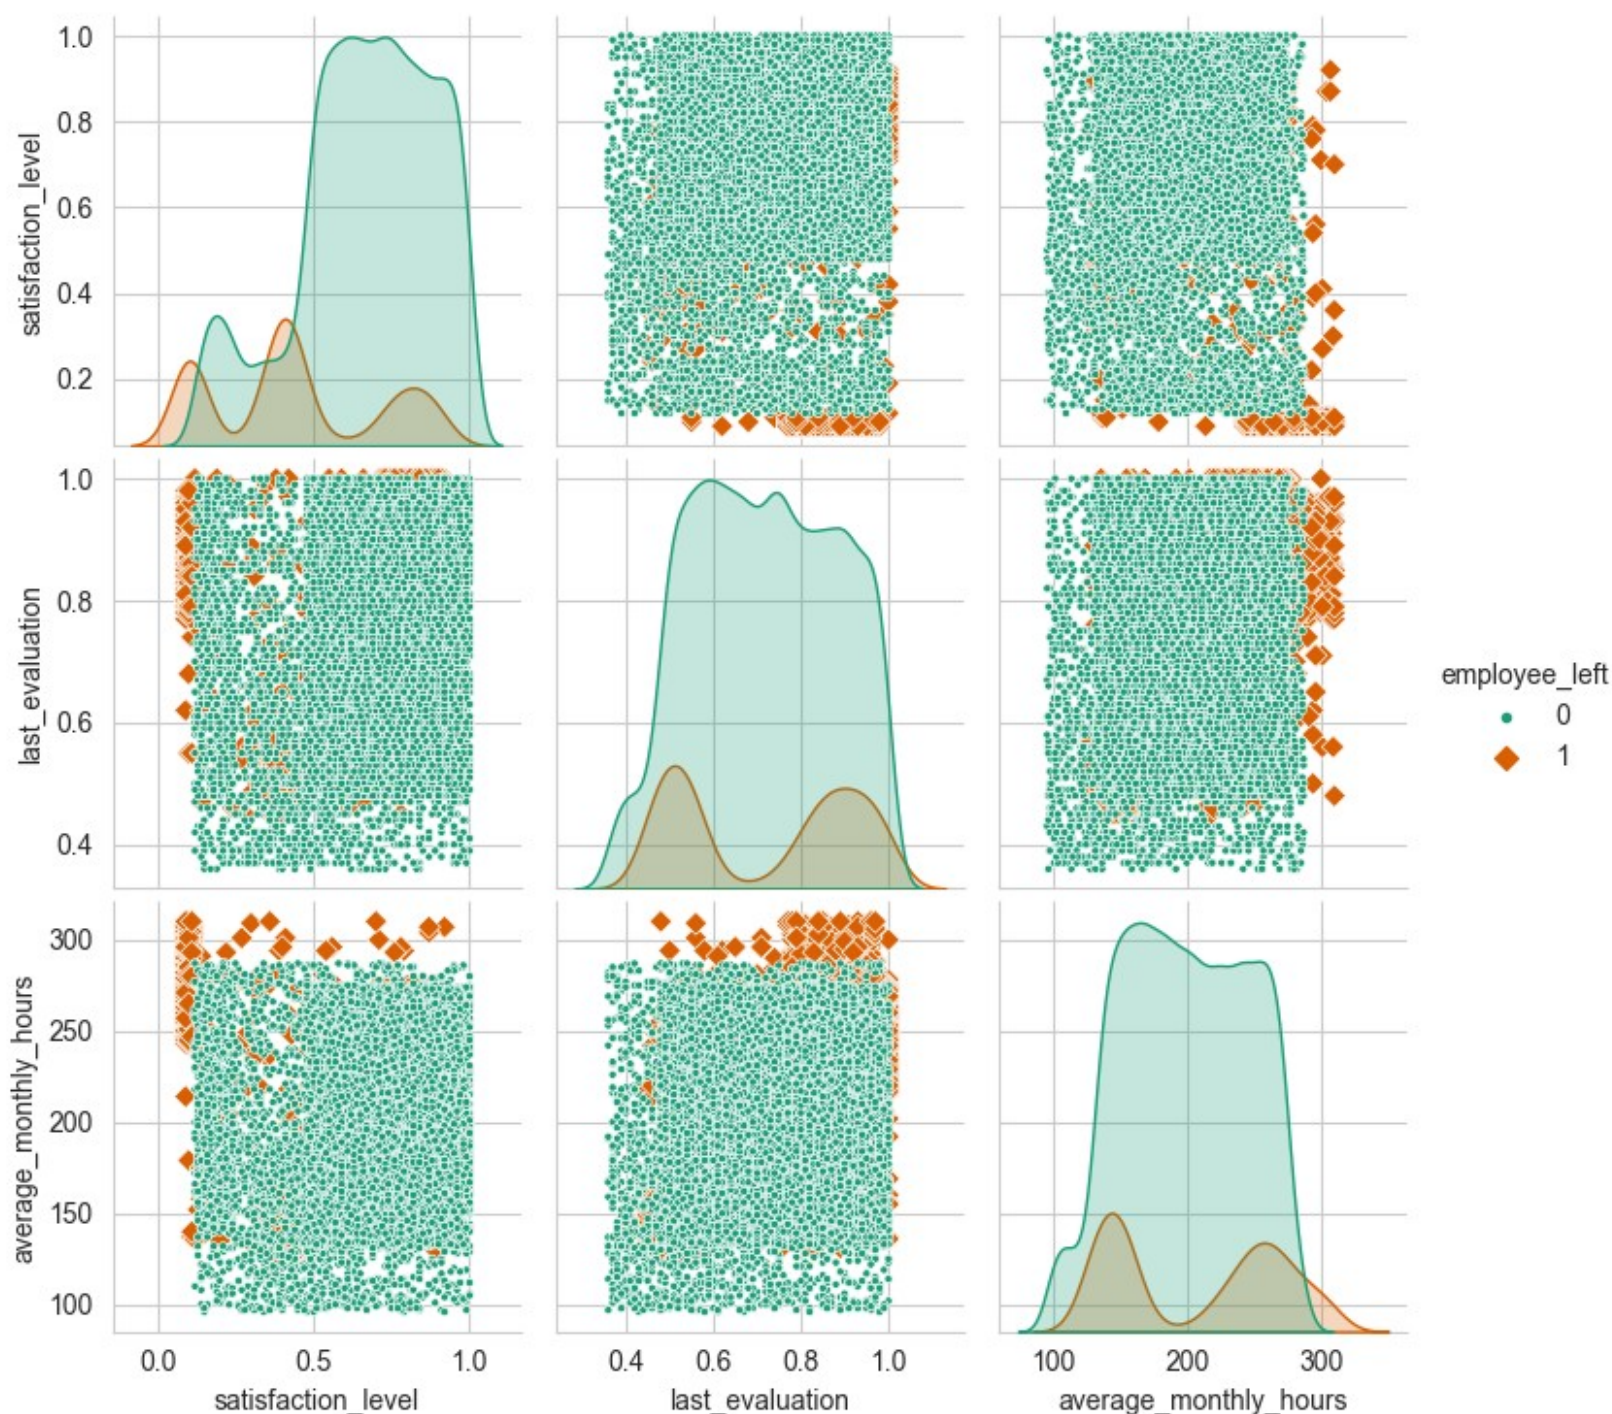 1.0
0.8
0.6
0.4
0.2
satisfaction_level
1.0
0.8
0.6
0.4
last_evaluation
employee_left
0
1
300
250
200
150
100
average_monthly_hours
0.0 0.5 1.0 0.4 0.6 0.8 1.0 100 200 300
satisfaction_level last_evaluation average_monthly_hours